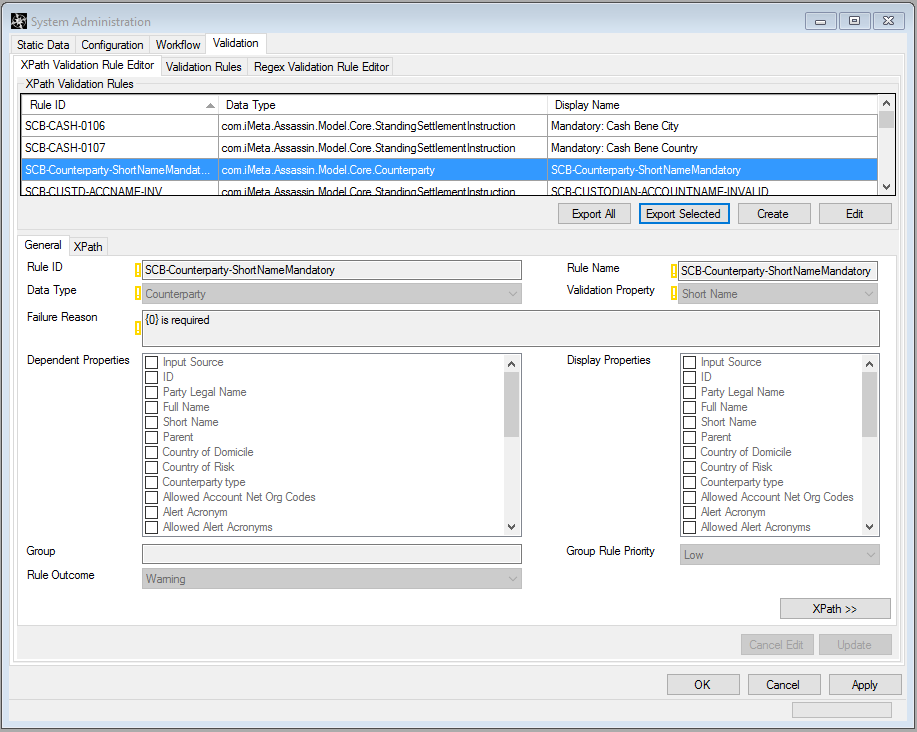 System Administration
Static Data Configuration Workflow Validation
XPath Validation Rule Editor Validation Rules Regex Validation Rule Editor
XPath Validation Rules
Rule ID Data Type Display Name
SCB-CASH-0106 com.iMeta.Assassin.Model.Core.StandingSettlementInstruction Mandatory: Cash Bene City
SCB-CASH-0107 com.iMeta.Assassin.Model.Core.StandingSettlementInstruction Mandatory: Cash Bene Country
SCB-Counterparty-ShortNameMandat... com.iMeta.Assassin.Model.Core.Counterparty SCB-Counterparty-ShortNameMandatory
SCB-CUSTD-ACCNAME-INV com.iMeta.Assassin.Model.Core.StandingSettlementInstruction SCB-CUSTODIAN-ACCOUNTNAME-INVALID
Export All Export Selected Create Edit
General XPath
Rule ID SCB-Counterparty-ShortNameMandatory Rule Name SCB-Counterparty-ShortNameMandatory
Data Type Counterparty Validation Property Short Name
Failure Reason {0} is required
Dependent Properties Input Source Display Properties Input Source
ID ID
Party Legal Name Party Legal Name
Full Name Full Name
Short Name Short Name
Parent Parent
Country of Domicile Country of Domicile
Country of Risk Country of Risk
Counterparty type Counterparty type
Allowed Account Net Org Codes Allowed Account Net Org Codes
Alert Acronym Alert Acronym
Allowed Alert Acronyms Allowed Alert Acronyms
Group Group Rule Priority Low
Rule Outcome Warning
XPath >>
Cancel Edit Update
OK Cancel Apply